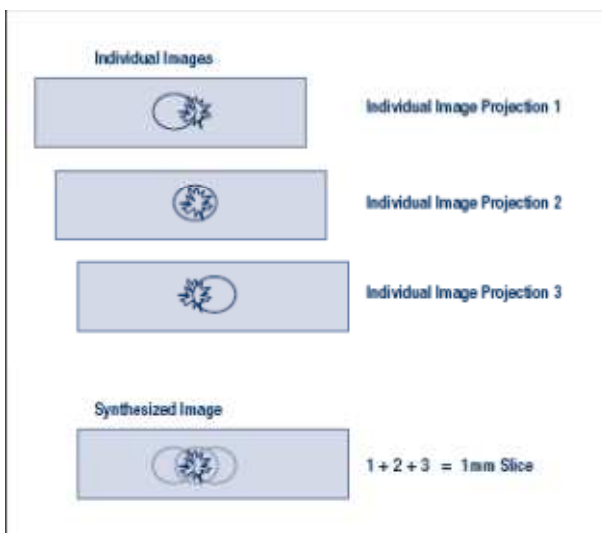 Individual Images
Individual Image Projection 1
Individual Image Projection 2
Individual Image Projection 3
Synthesized Image
1 + 2 + 3 = 1mm Slice